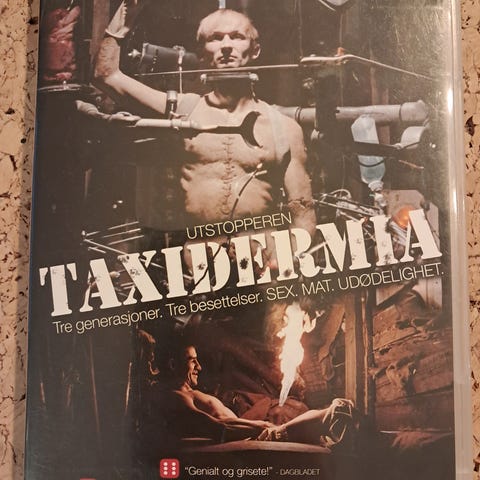 UTSTOPPEREN
TAXIDERMIA
Tre generasjoner. Tre besettelser. SEX. MAT. UDØDELIGHET.
"Genialt og grisete!" - DAGBLADET